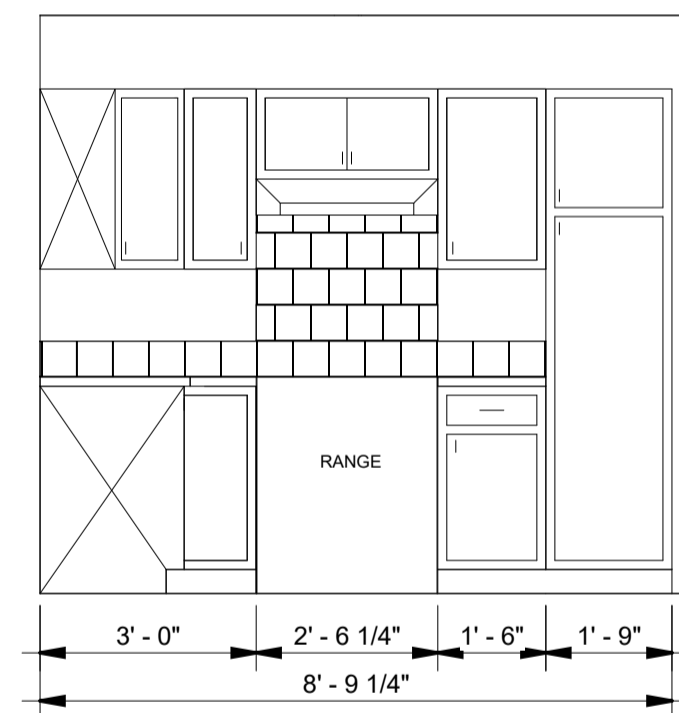 RANGE
3' - 0" 2' - 6 1/4" 1' - 6" 1' - 9"
8' - 9 1/4"